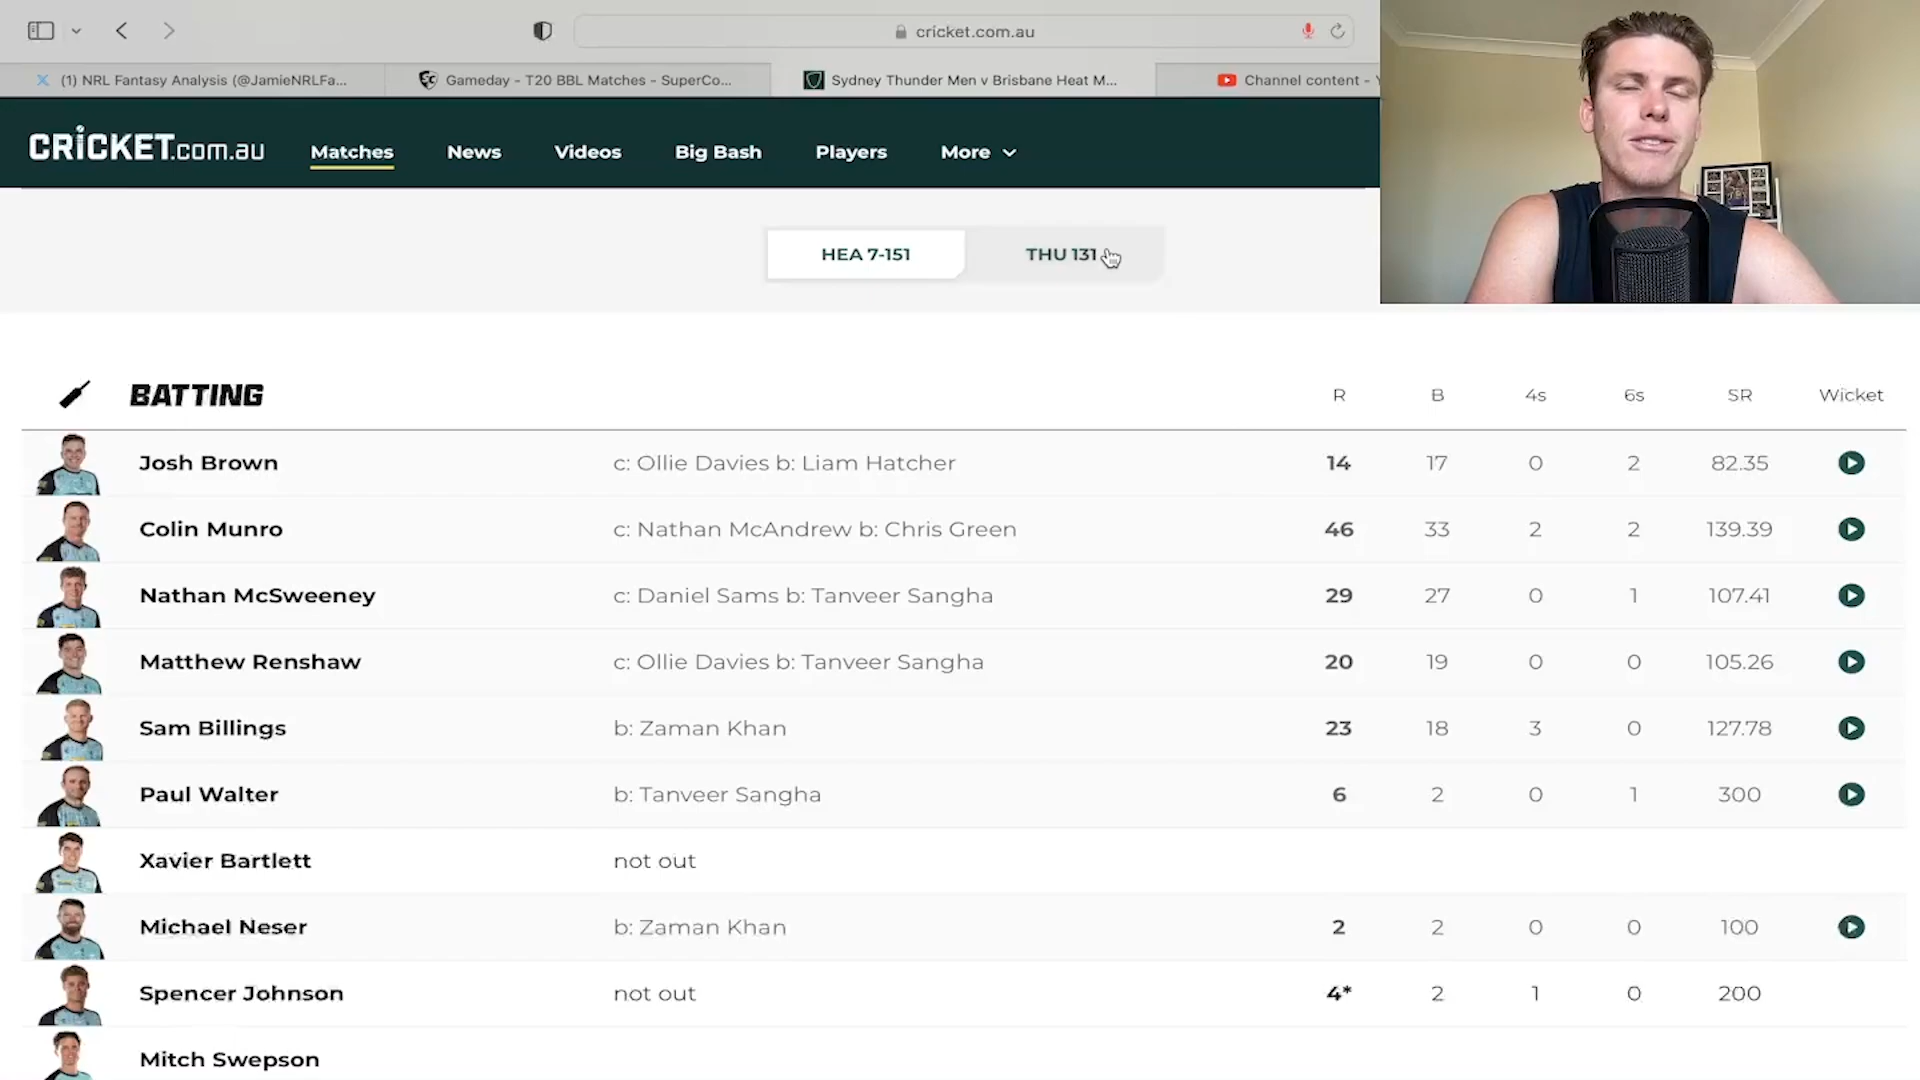 cricket.com.au
(1) NRL Fantasy Analysis (@JamieNRLFa...
Gameday - T20 BBL Matches - SuperCo...
Sydney Thunder Men v Brisbane Heat M...
Channel content -
CRICKET.com.au
Matches
News
Videos
Big Bash
Players
More
HEA 7-151
THU 131
BATTING R B 4s 6s SR Wicket
Josh Brown c: Ollie Davies b: Liam Hatcher 14 17 0 2 82.35
Colin Munro c: Nathan McAndrew b: Chris Green 46 33 2 2 139.39
Nathan McSweeney c: Daniel Sams b: Tanveer Sangha 29 27 0 1 107.41
Matthew Renshaw c: Ollie Davies b: Tanveer Sangha 20 19 0 0 105.26
Sam Billings b: Zaman Khan 23 18 3 0 127.78
Paul Walter b: Tanveer Sangha 6 2 0 1 300
Xavier Bartlett not out
Michael Neser b: Zaman Khan 2 2 0 0 100
Spencer Johnson not out 4* 2 1 0 200
Mitch Swepson